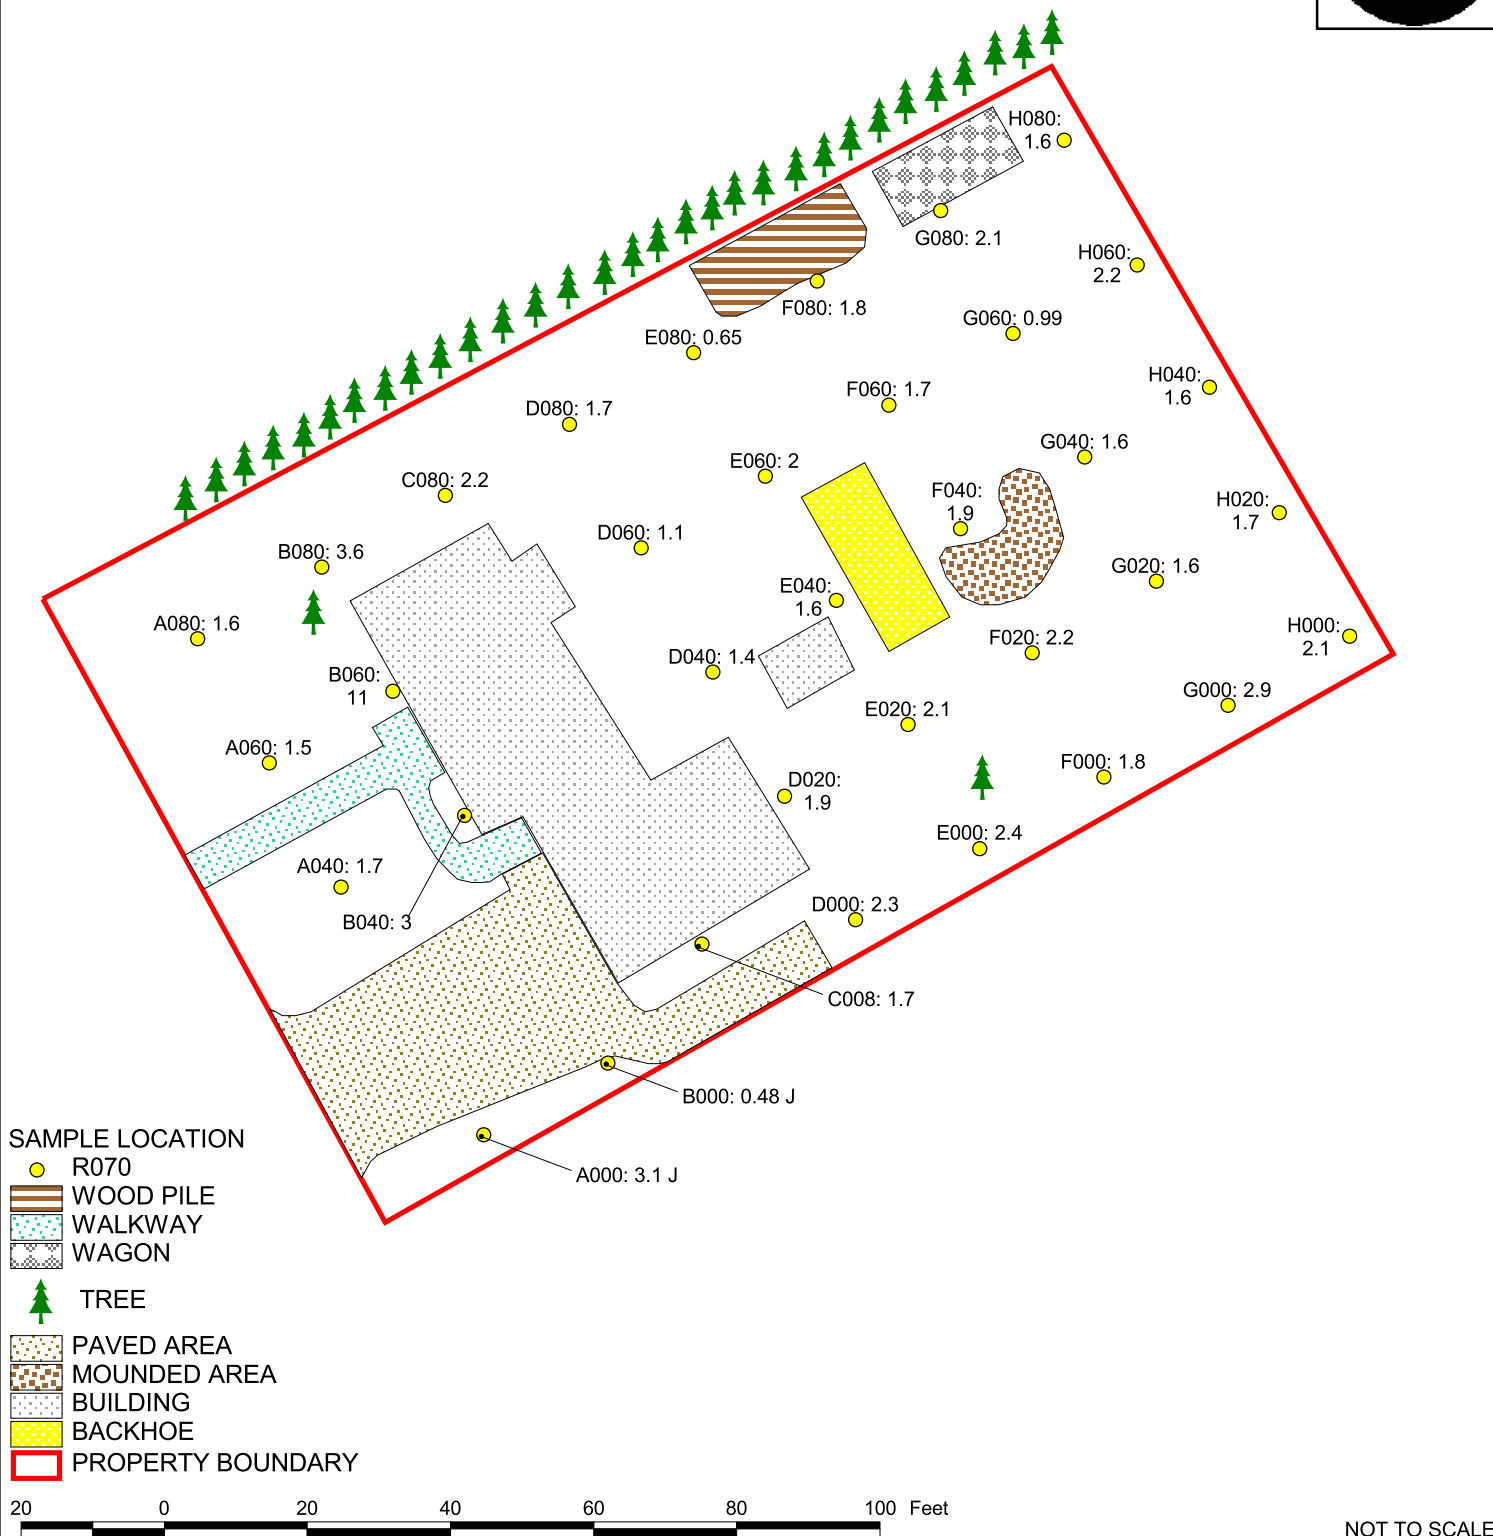 H080:
1.6
G080: 2.1
H060:
2.2
F080: 1.8
G060: 0.99
E080: 0.65
H040:
1.6
F060: 1.7
D080: 1.7
G040: 1.6
E060: 2
C080: 2.2
F040:
1.9
H020:
1.7
D060: 1.1
B080: 3.6
G020: 1.6
E040:
1.6
A080: 1.6
H000:
2.1
F020: 2.2
D040: 1.4
B060:
11
G000: 2.9
E020: 2.1
A060: 1.5
F000: 1.8
D020:
1.9
E000: 2.4
A040: 1.7
D000: 2.3
B040: 3
C008: 1.7
B000: 0.48 J
A000: 3.1 J
SAMPLE LOCATION
R070
WOOD PILE
WALKWAY
WAGON
TREE
PAVED AREA
MOUNDED AREA
BUILDING
BACKHOE
PROPERTY BOUNDARY
20 0 20 40 60 80 100 Feet
NOT TO SCALE